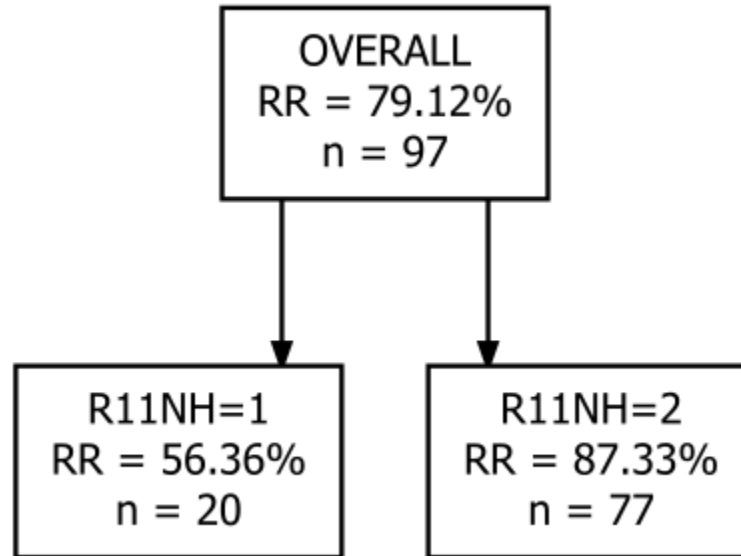 OVERALL
RR = 79.12%
n = 97
R11NH=1
RR = 56.36%
n = 20
R11NH=2
RR = 87.33%
n = 77